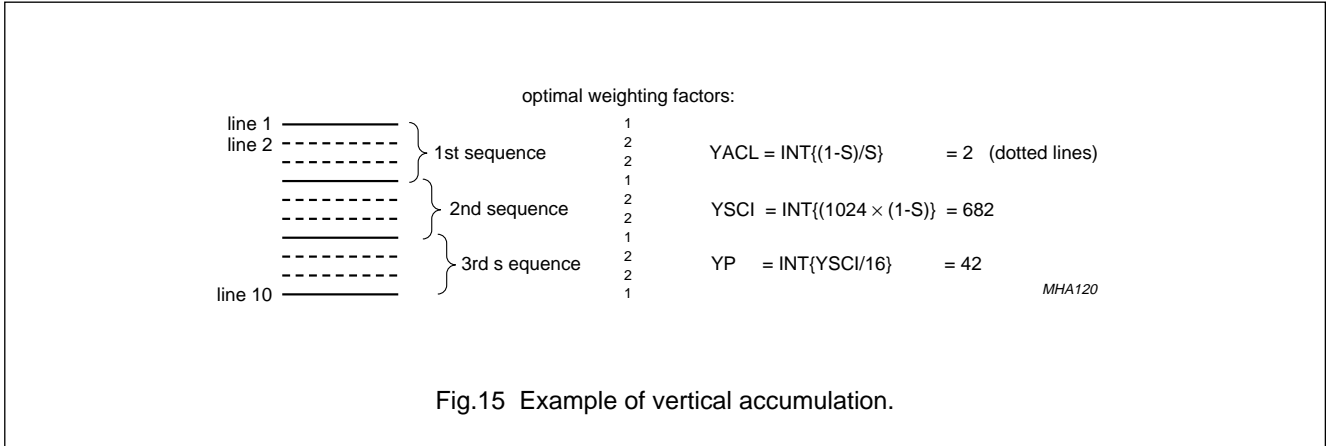 optimal weighting factors:
line 1
1
line 2
2
1st sequence
2
YACL = INT{(1-S)/S} = 2 (dotted lines)
1
2
2nd sequence
2
YSCI = INT{(1024 × (1-S)} = 682
1
2
3rd s equence
2
YP = INT{YSCI/16} = 42
line 10
1
MHA120
Fig.15 Example of vertical accumulation.